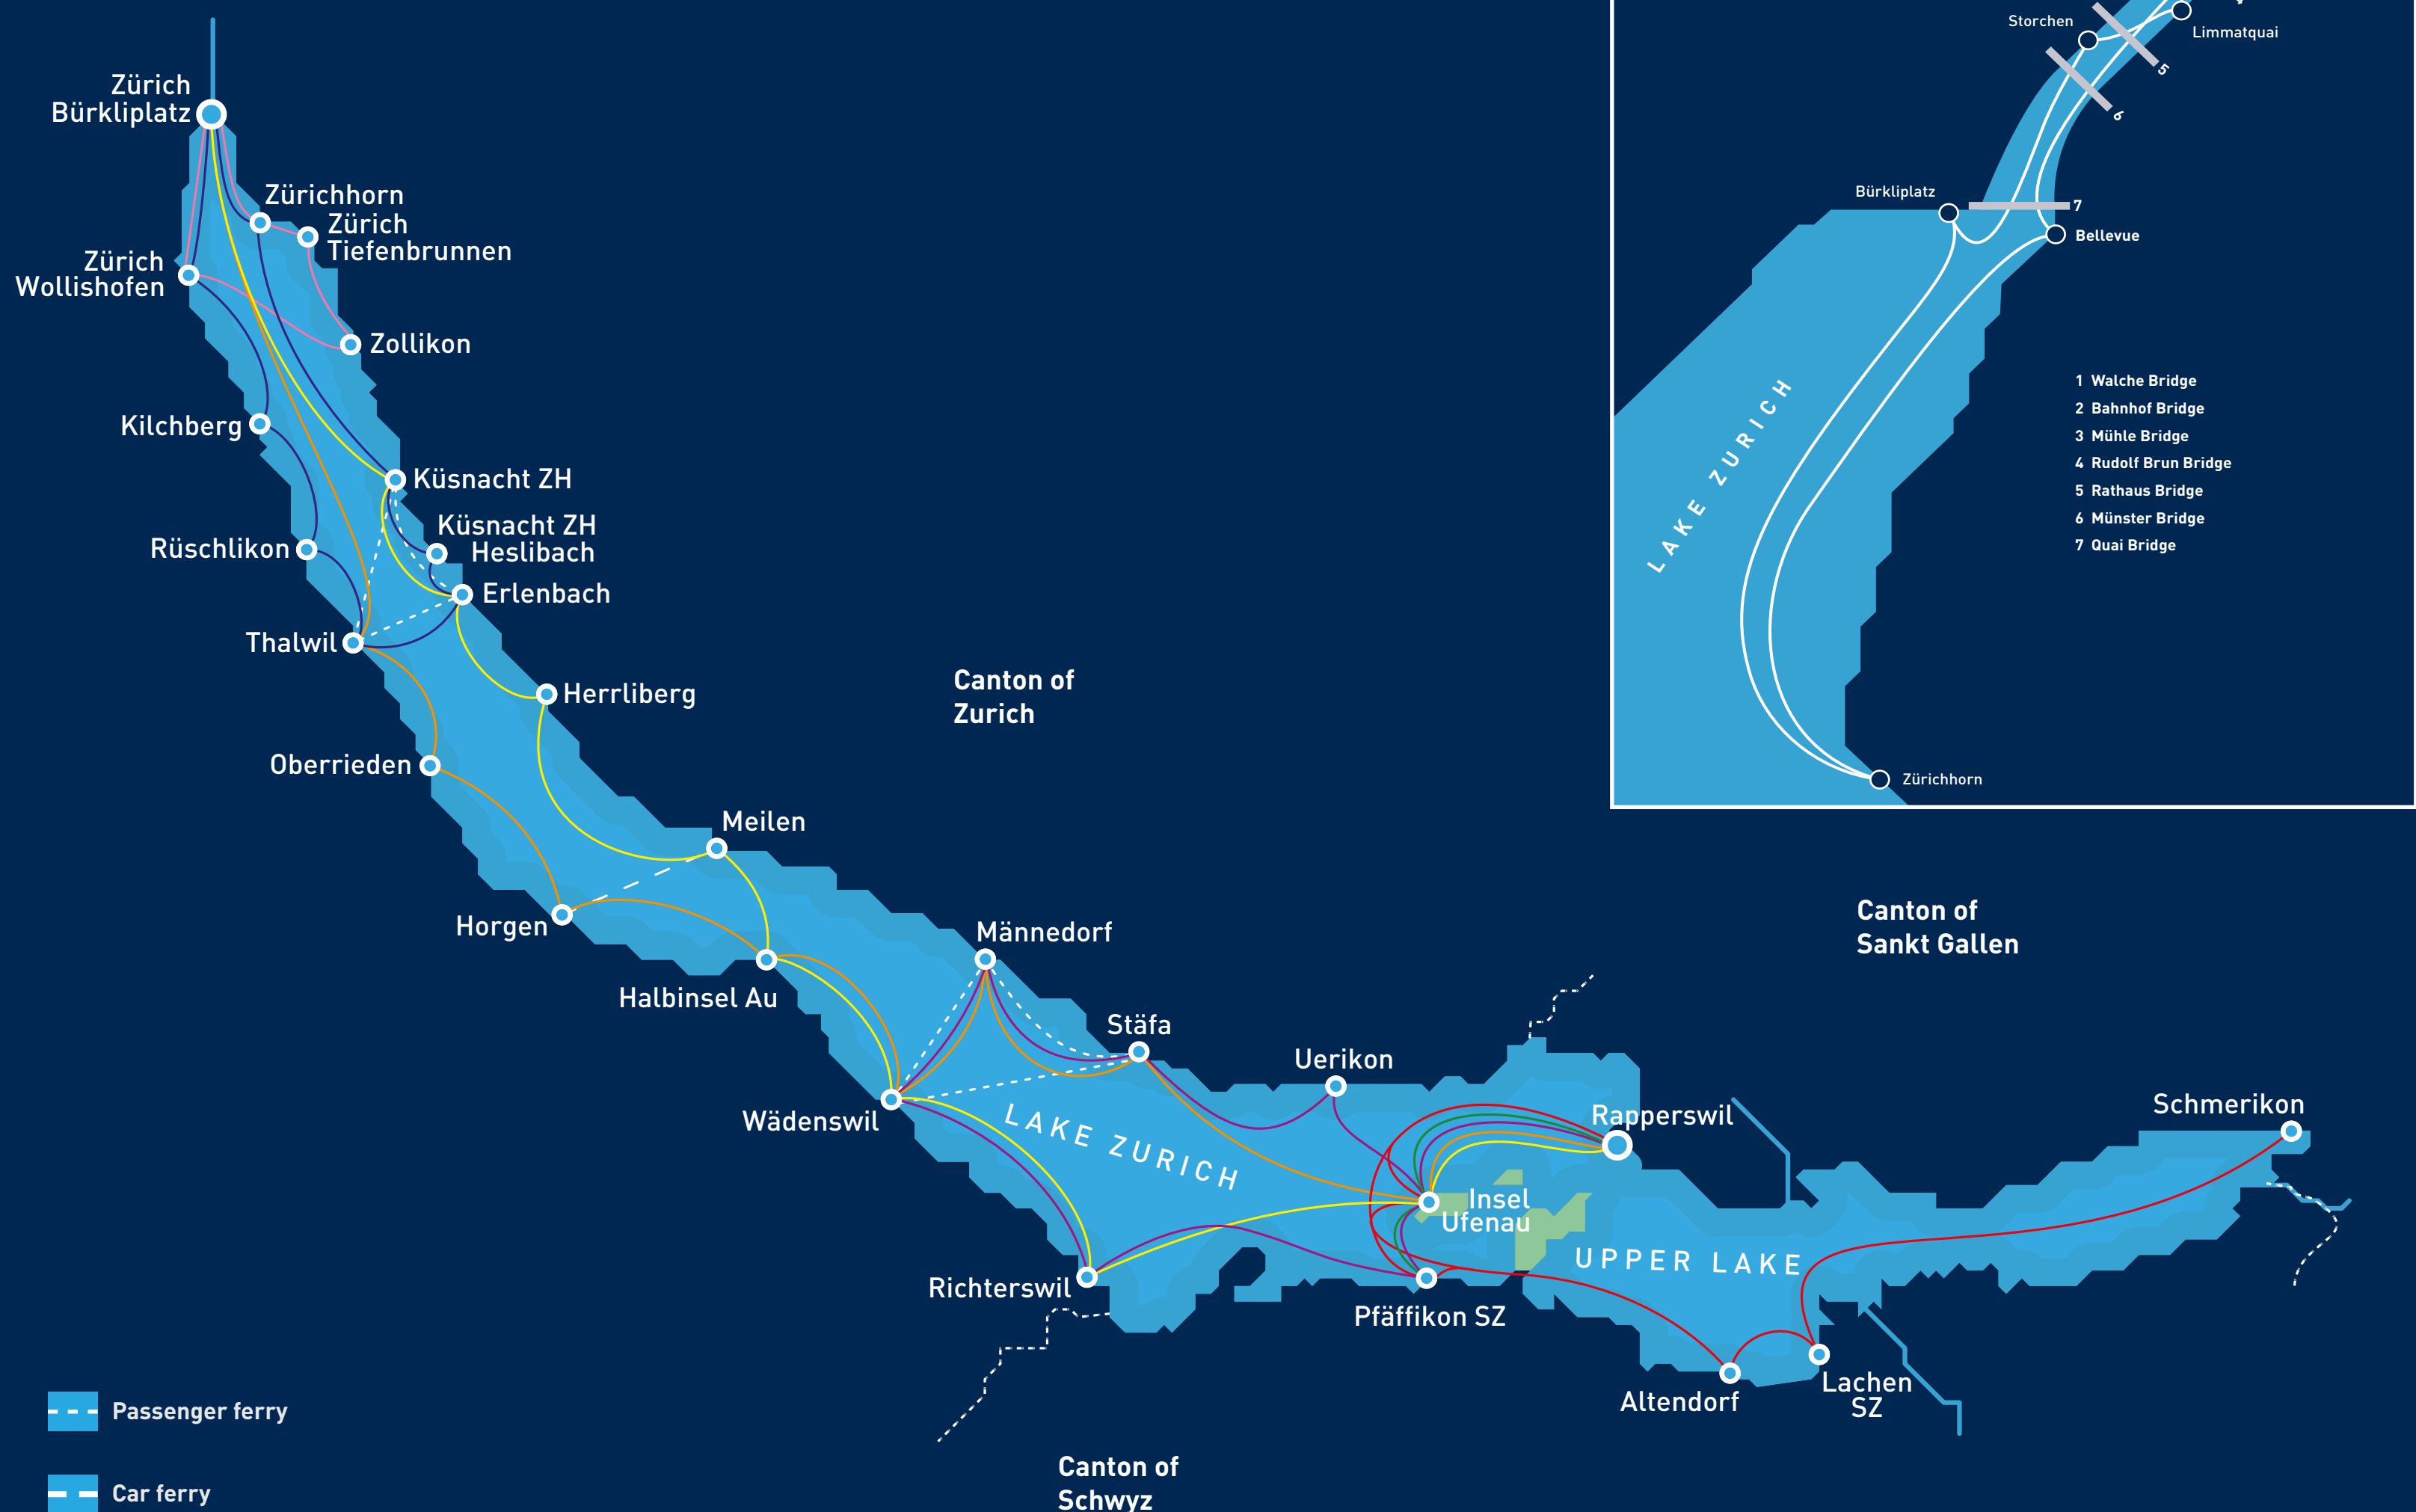 Zürich
Bürkliplatz
Zürichhorn
Zürich
Tiefenbrunnen
Zürich
Wollishofen
Zollikon
Kilchberg
Küsnacht ZH
Küsnacht ZH
Heslibach
Rüschlikon
Erlenbach
Thalwil
Herrliberg
Oberrieden
Meilen
Horgen
Halbinsel Au
Männedorf
Stäfa
Uerikon
Wädenswil
LAKE ZURICH
Rapperswil
Schmerikon
Insel
Ufenau
UPPER LAKE
Richterswil
Pfäffikon SZ
Altendorf
Lachen
SZ
Canton of
Zurich
Canton of
Sankt Gallen
Canton of
Schwyz
Passenger ferry
Car ferry
Storchen
Limmatquai
5
6
Bürkliplatz
7
Bellevue
LAKE ZURICH
1 Walche Bridge
2 Bahnhof Bridge
3 Mühle Bridge
4 Rudolf Brun Bridge
5 Rathaus Bridge
6 Münster Bridge
7 Quai Bridge
Zürichhorn